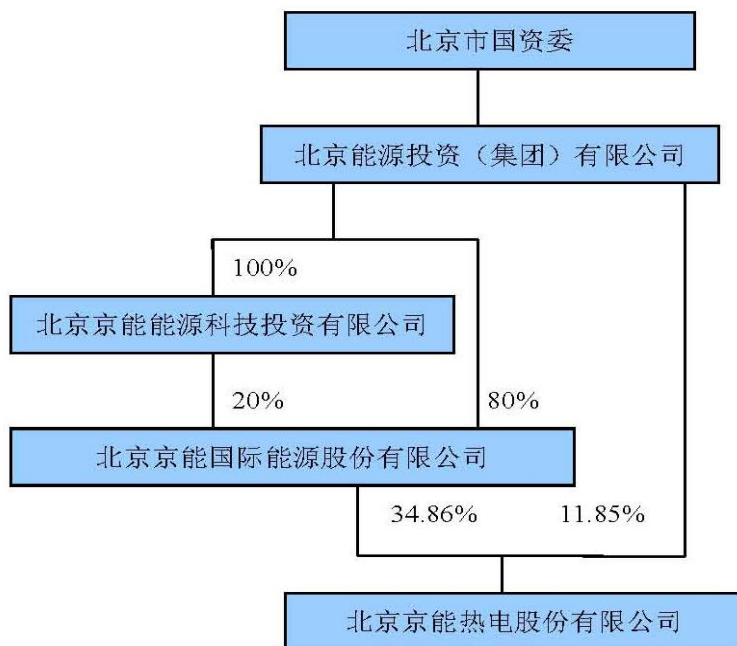 北京市国资委
北京能源投资（集团）有限公司
100%
北京京能能源科技投资有限公司
20%
80%
北京京能国际能源股份有限公司
34.86%
11.85%
北京京能热电股份有限公司